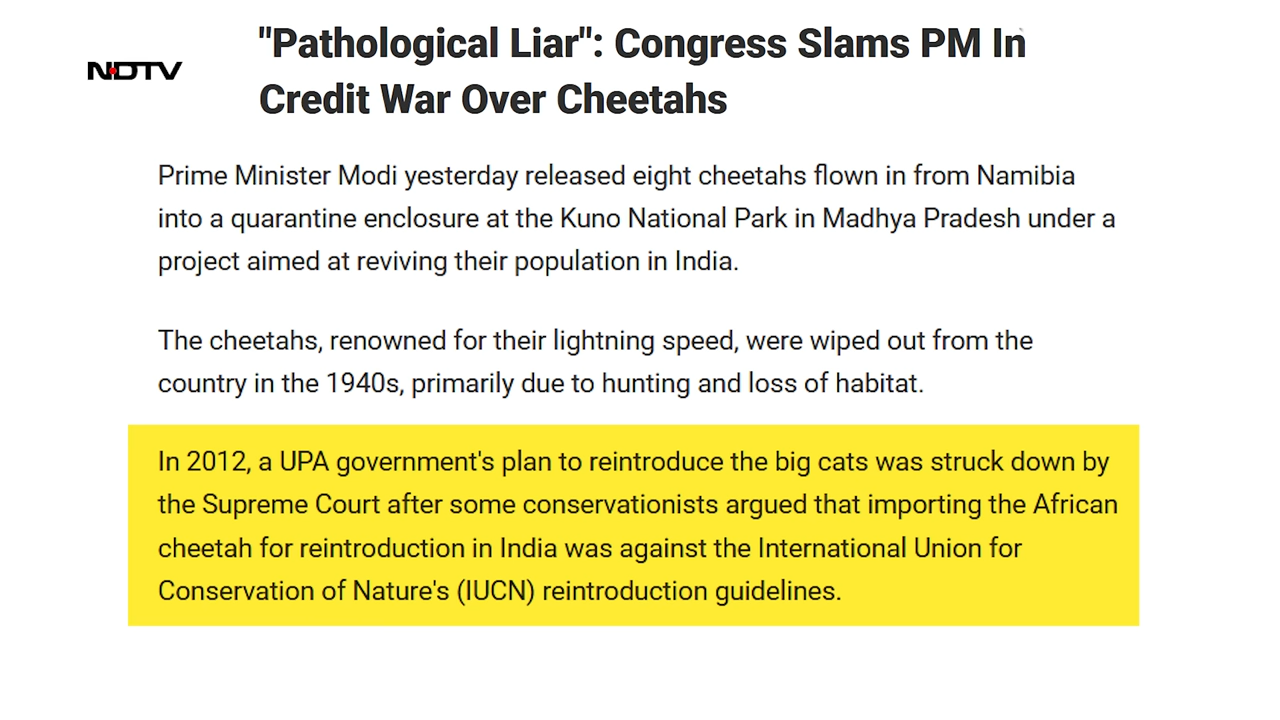 "Pathological Liar": Congress Slams PM In
NDTV
Credit War Over Cheetahs
Prime Minister Modi yesterday released eight cheetahs flown in from Namibia
into a quarantine enclosure at the Kuno National Park in Madhya Pradesh under a
project aimed at reviving their population in India.
The cheetahs, renowned for their lightning speed, were wiped out from the
country in the 1940s, primarily due to hunting and loss of habitat.
In 2012, a UPA government's plan to reintroduce the big cats was struck down by
the Supreme Court after some conservationists argued that importing the African
cheetah for reintroduction in India was against the International Union for
Conservation of Nature's (IUCN) reintroduction guidelines.